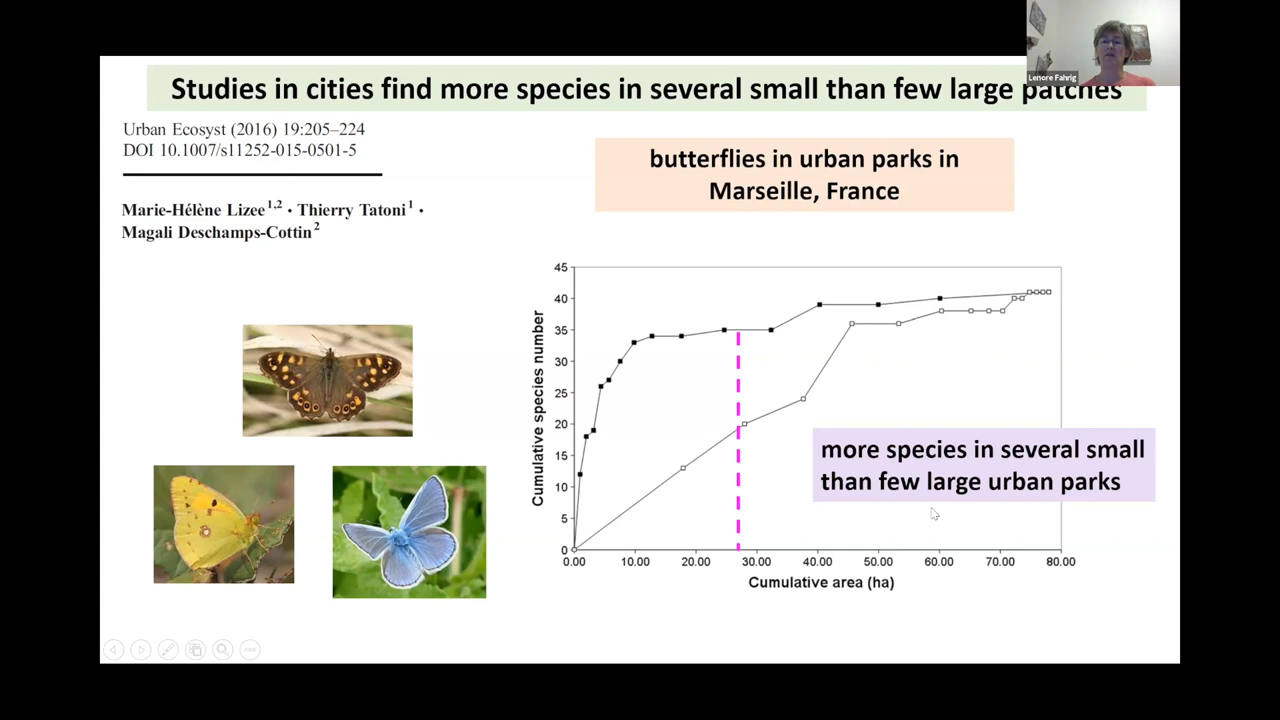 Lenore Fahrig
Studies in cities find more species in several small than few large patches
Urban Ecosyst (2016) 19:205–224
DOI 10.1007/s11252-015-0501-5
Marie-Hélène Lizee1,2 · Thierry Tatoni1 ·
Magali Deschamps-Cottin2
butterflies in urban parks in
Marseille, France
Cumulative species number
45
40
35
30
25
20
15
10
5
0
0.00 10.00 20.00 30.00 40.00 50.00 60.00 70.00 80.00
Cumulative area (ha)
more species in several small
than few large urban parks